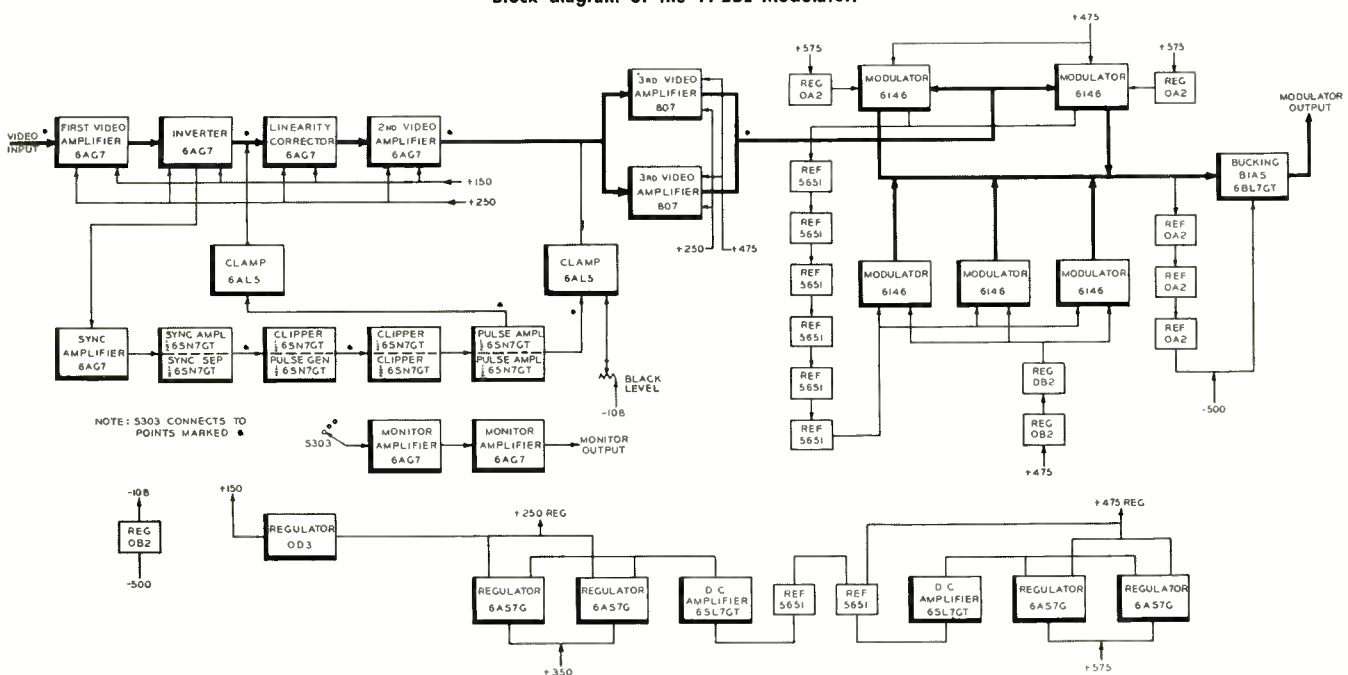 Block diagram of the TT2BL Modulator.
+475
+575
+575
REG
OA2
MODULATOR
6146
MODULATOR
6146
REG
OA2
MODULATOR
OUTPUT
VIDEO
INPUT
FIRST VIDEO
AMPLIFIER
6AG7
INVERTER
6AG7
LINEARITY
CORRECTOR
6AG7
2ND VIDEO
AMPLIFIER
6AG7
3RD VIDEO
AMPLIFIER
807
3RD VIDEO
AMPLIFIER
807
+150
+250
+250
+475
REF
5651
REF
5651
REF
5651
REF
5651
REF
5651
REF
5651
BUCKING
BIAS
6BL7GT
REF
OA2
REF
OA2
REF
OA2
-500
CLAMP
6AL5
CLAMP
6AL5
MODULATOR
6146
MODULATOR
6146
MODULATOR
6146
REG
OB2
REG
OB2
+475
SYNC
AMPLIFIER
6AG7
SYNC AMPL
½ 6SN7GT
SYNC SEP
½ 6SN7GT
CLIPPER
½ 6SN7GT
PULSE GEN
½ 6SN7GT
CLIPPER
½ 6SN7GT
CLIPPER
½ 6SN7GT
PULSE AMPL
½ 6SN7GT
PULSE AMPL
½ 6SN7GT
BLACK
LEVEL
-108
NOTE: S303 CONNECTS TO
POINTS MARKED
S303
MONITOR
AMPLIFIER
6AG7
MONITOR
AMPLIFIER
6AG7
MONITOR
OUTPUT
-108
REG
OB2
-500
+150
REGULATOR
OD3
+250 REG
REGULATOR
6AS7G
REGULATOR
6AS7G
DC
AMPLIFIER
6SL7GT
REF
5651
REF
5651
DC
AMPLIFIER
6SL7GT
REGULATOR
6AS7G
REGULATOR
6AS7G
+475 REG
+350
+575